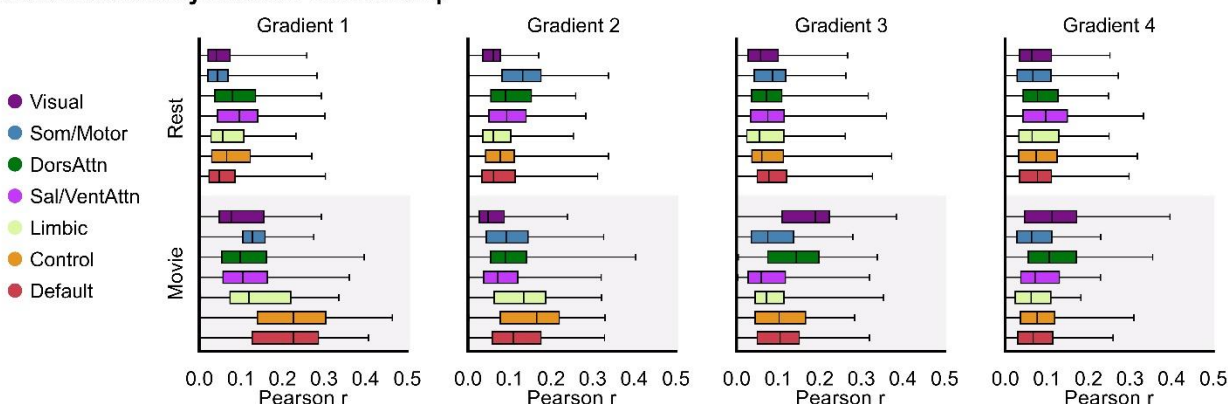 Gradient 1 Gradient 2 Gradient 3 Gradient 4
Visual
Som/Motor
DorsAttn
Sal/VentAttn
Limbic
Control
Default
Rest
Movie
0.0 0.1 0.2 0.3 0.4 0.5 0.0 0.1 0.2 0.3 0.4 0.5 0.0 0.1 0.2 0.3 0.4 0.5 0.0 0.1 0.2 0.3 0.4 0.5
Pearson r Pearson r Pearson r Pearson r